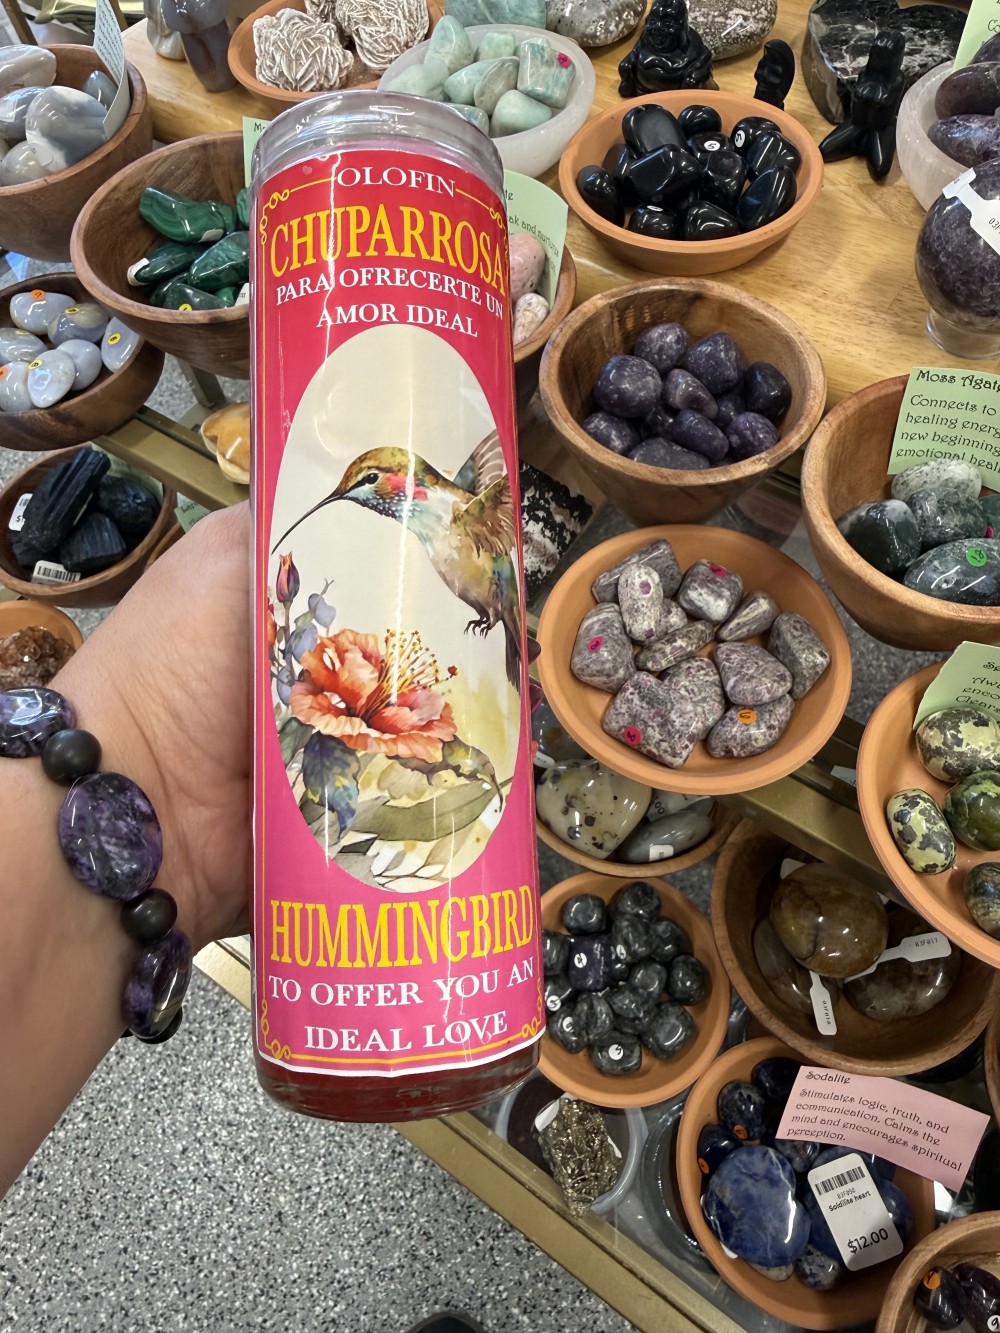 OLOFIN
CHUPARROSA
PARA OFRECERTE UN
AMOR IDEAL
HUMMINGBIRD
TO OFFER YOU AN
IDEAL LOVE
Moss Agate
Connects to
healing energ
new beginning
emotional heal
Sodalite
Stimulates logic, truth, and
communication. Calms the
mind and encourages spiritual
perception.
83F050
Soldilite heart
$12.00